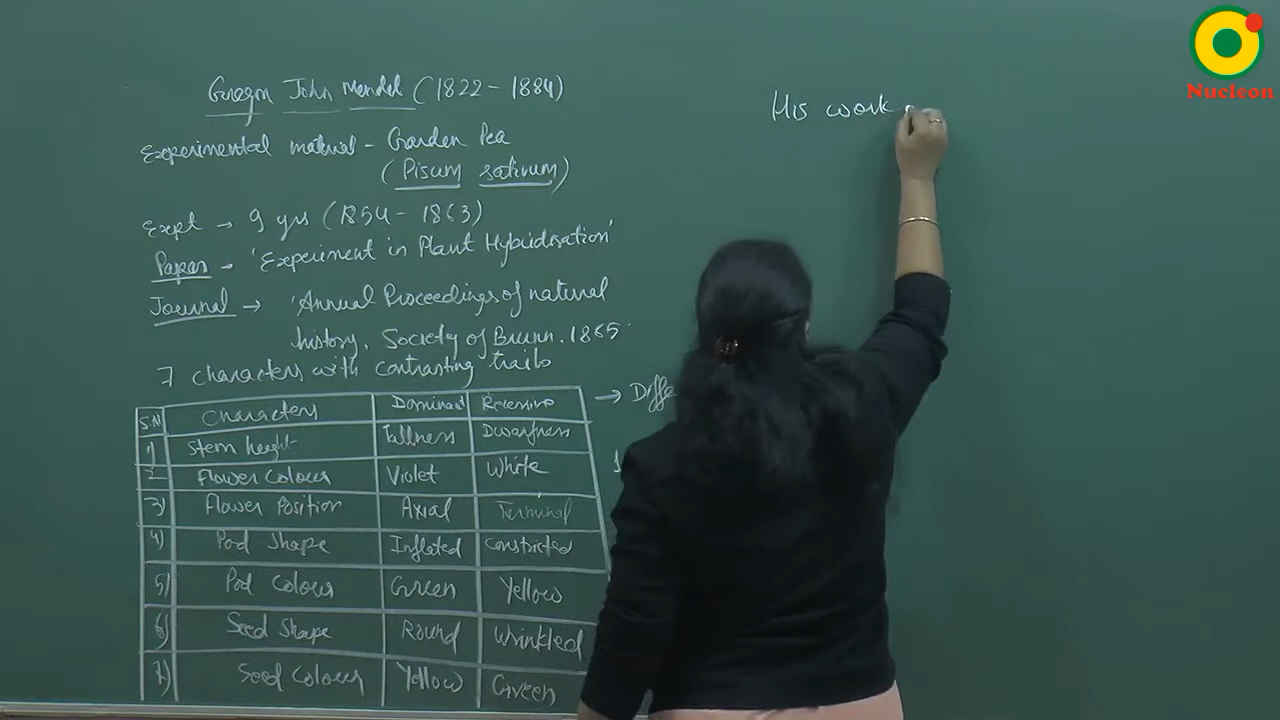 Gregor John Mendel (1822 - 1884)
Experimental material - Garden Pea
(Pisum sativum)
Expt → 9 yrs (1854 - 1863)
Paper - 'Experiment in Plant Hybridisation'
Journal → 'Annual Proceedings of natural
history, Society of Brunn. 1865
7 characters with contrasting traits
S.N Characters Dominant Recessive → Diffe
1) Stem height Tallness Dwarfness
2 Flower Colour Violet White 1
3) Flower Position Axial Terminal
4) Pod Shape Inflated Constricted
5) Pod Colour Green Yellow
6) Seed Shape Round Wrinkled
7) Seed Colour Yellow Green
His work
Nucleon